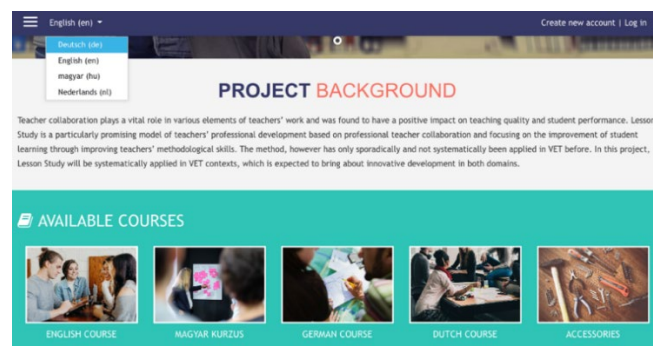 English (en)
Create new account | Log in
Deutsch (de)
English (en)
magyar (hu)
Nederlands (nl)
PROJECT BACKGROUND
Teacher collaboration plays a vital role in various elements of teachers' work and was found to have a positive impact on teaching quality and student performance. Lesson
Study is a particularly promising model of teachers' professional development based on professional teacher collaboration and focusing on the improvement of student
learning through improving teachers' methodological skills. The method, however has only sporadically and not systematically been applied in VET before. In this project,
Lesson Study will be systematically applied in VET contexts, which is expected to bring about innovative development in both domains.
AVAILABLE COURSES
ENGLISH COURSE
MAGYAR KURZUS
GERMAN COURSE
DUTCH COURSE
ACCESSORIES